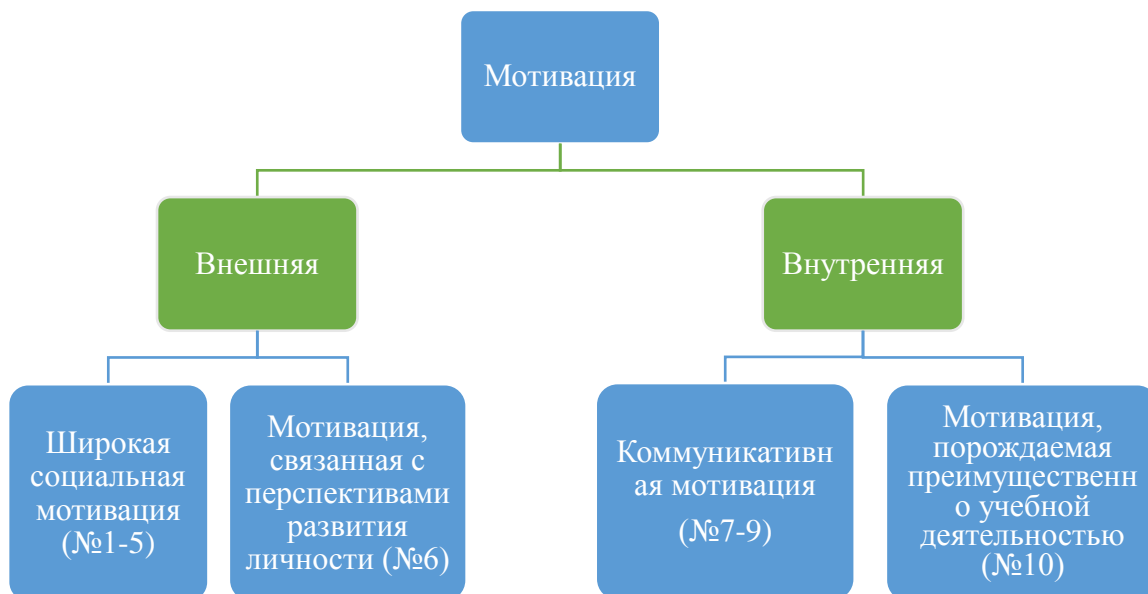 Мотивация
Внешняя
Внутренняя
Широкая
социальная
мотивация
(№1-5)
Мотивация,
связанная с
перспективами
развития
личности (№6)
Коммуникативн
ая мотивация
(№7-9)
Мотивация,
порождаемая
преимущественн
о учебной
деятельностью
(№10)